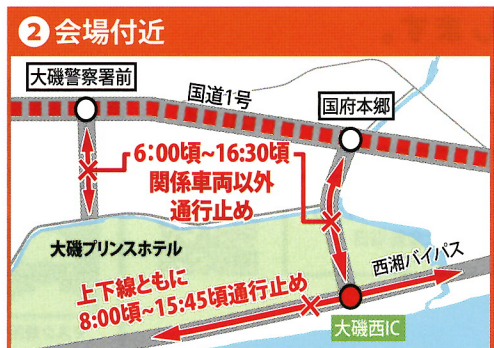 ❷会場付近
大磯警察署前
国道1号
国府本郷
6:00頃~16:30頃
関係車両以外
通行止め
大磯プリンスホテル
西湘バイパス
上下線ともに
8:00頃~15:45頃通行止め
大磯西IC